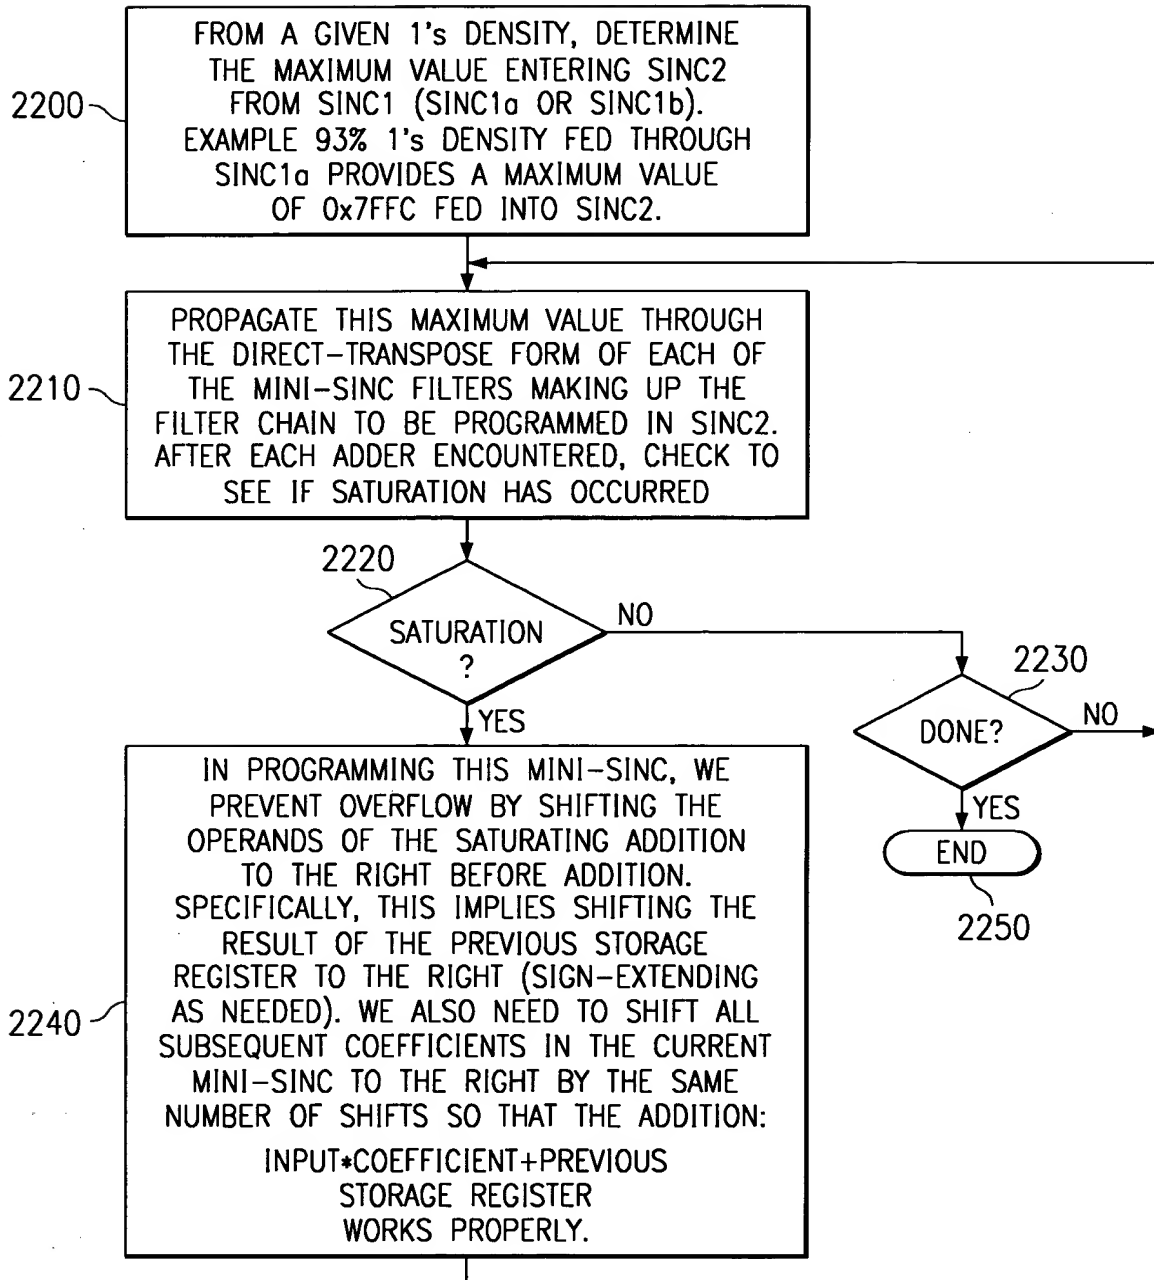 2200
FROM A GIVEN 1's DENSITY, DETERMINE
THE MAXIMUM VALUE ENTERING SINC2
FROM SINC1 (SINC1a OR SINC1b).
EXAMPLE 93% 1's DENSITY FED THROUGH
SINC1a PROVIDES A MAXIMUM VALUE
OF 0x7FFC FED INTO SINC2.
2210
PROPAGATE THIS MAXIMUM VALUE THROUGH
THE DIRECT-TRANSPOSE FORM OF EACH OF
THE MINI-SINC FILTERS MAKING UP THE
FILTER CHAIN TO BE PROGRAMMED IN SINC2.
AFTER EACH ADDER ENCOUNTERED, CHECK TO
SEE IF SATURATION HAS OCCURRED
2220
SATURATION
?
NO
YES
2230
DONE?
NO
YES
END
2250
2240
IN PROGRAMMING THIS MINI-SINC, WE
PREVENT OVERFLOW BY SHIFTING THE
OPERANDS OF THE SATURATING ADDITION
TO THE RIGHT BEFORE ADDITION.
SPECIFICALLY, THIS IMPLIES SHIFTING THE
RESULT OF THE PREVIOUS STORAGE
REGISTER TO THE RIGHT (SIGN-EXTENDING
AS NEEDED). WE ALSO NEED TO SHIFT ALL
SUBSEQUENT COEFFICIENTS IN THE CURRENT
MINI-SINC TO THE RIGHT BY THE SAME
NUMBER OF SHIFTS SO THAT THE ADDITION:
INPUT*COEFFICIENT+PREVIOUS
STORAGE REGISTER
WORKS PROPERLY.